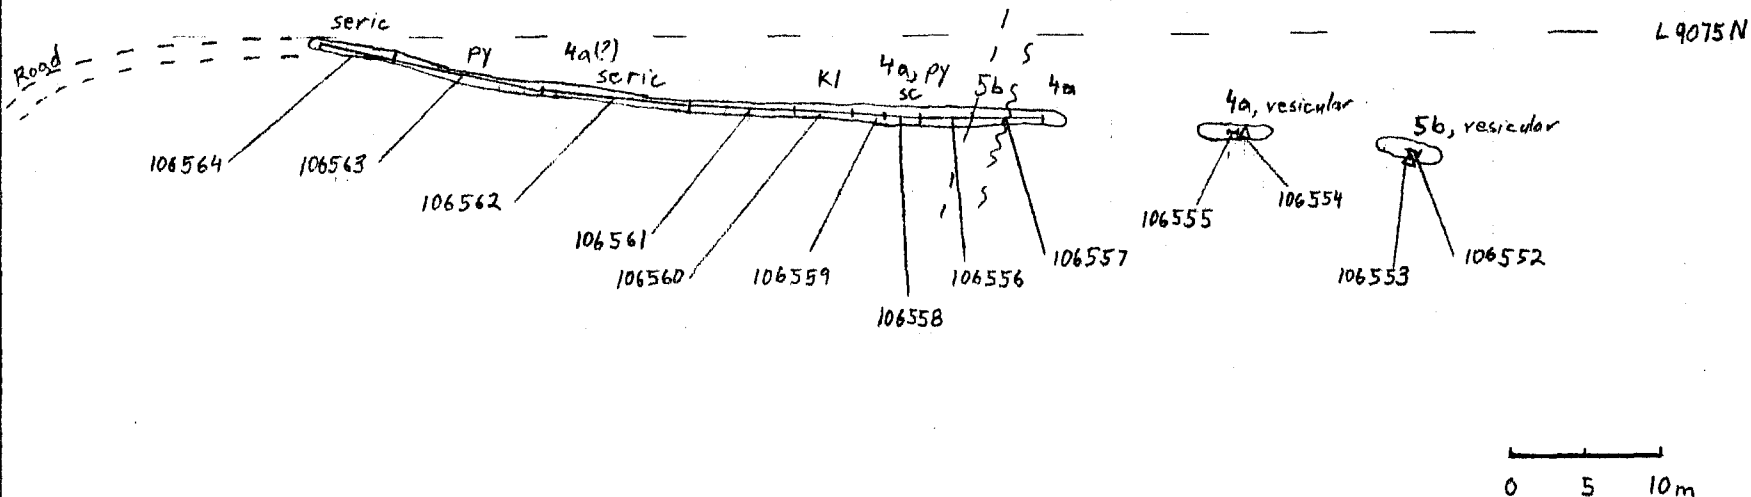 seric
L 9075 N
Road
py
4a(?)
seric
Kl
4a, py
sc
5b
4a
4a, vesicular
5b, vesicular
106564
106563
106562
106561
106560
106559
106558
106556
106557
106555
106554
106553
106552
0 5 10 m